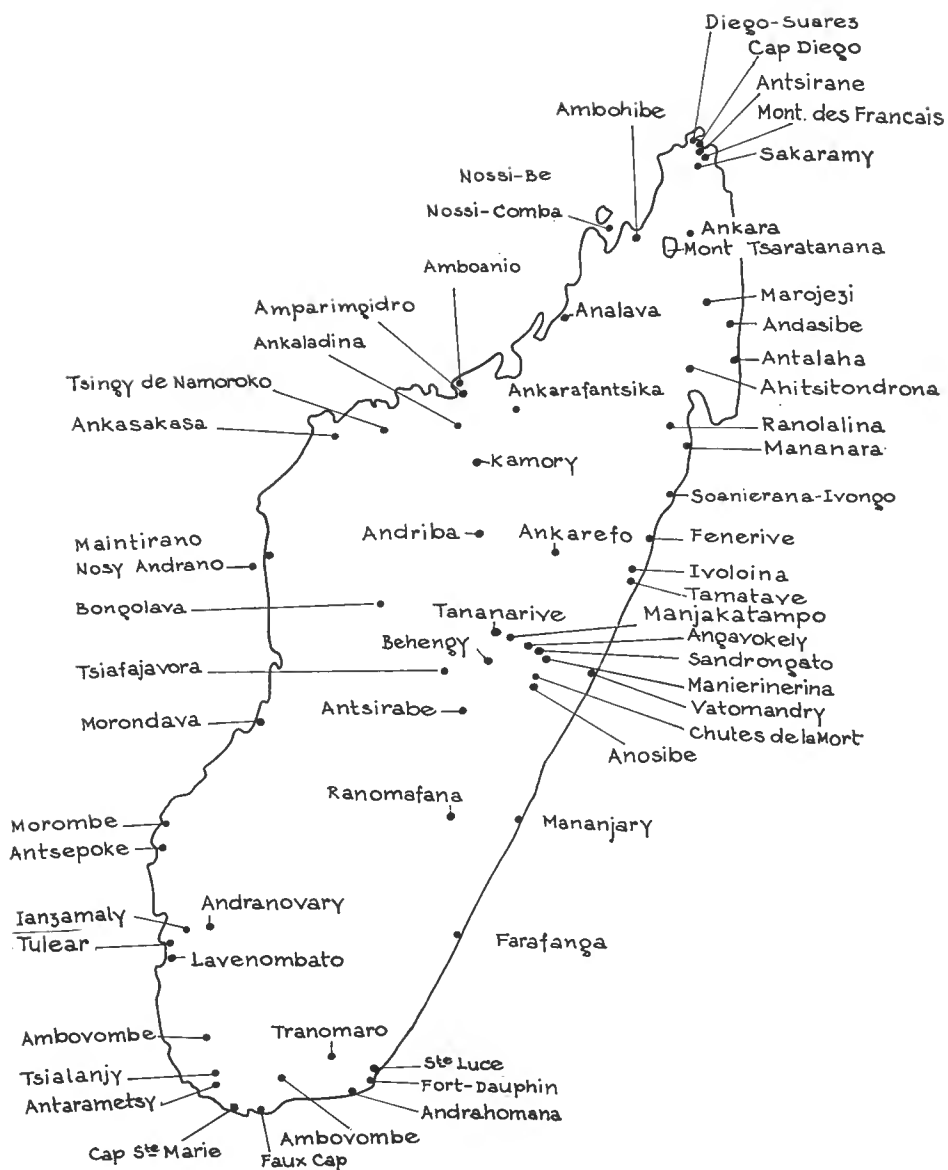 Diego-Suarez
Cap Diego
Antsirane
Mont. des Francais
Sakaramy
Ambohibe
Nossi-Be
Nossi-Comba
Ankara
Mont Tsaratanana
Amboanio
Marojezi
Amparimgidro
Analava
Andasibe
Ankaladina
Antalaha
Tsingy de Namoroko
Ankarafantsika
Ahitsitondrona
Ankasakasa
Ranolalina
Kamory
Mananara
Soanierana-Ivongo
Andriba
Ankarefo
Fenerive
Maintirano
Nosy Andrano
Ivoloina
Tamatave
Bongolava
Tananarive
Manjakatampo
Angavokely
Behengy
Sandrongato
Tsiafajavora
Manierinerina
Vatomandry
Antsirabe
Morondava
Chutes de la Mort
Anosibe
Ranomafana
Morombe
Mananjary
Antsepoke
Andranovary
Ianzamaly
Tulear
Farafanga
Lavenombato
Ambovombe
Tranomaro
Ste Luce
Tsialanjy
Fort-Dauphin
Antarametsy
Andrahomana
Cap Ste Marie
Ambovombe
Faux Cap